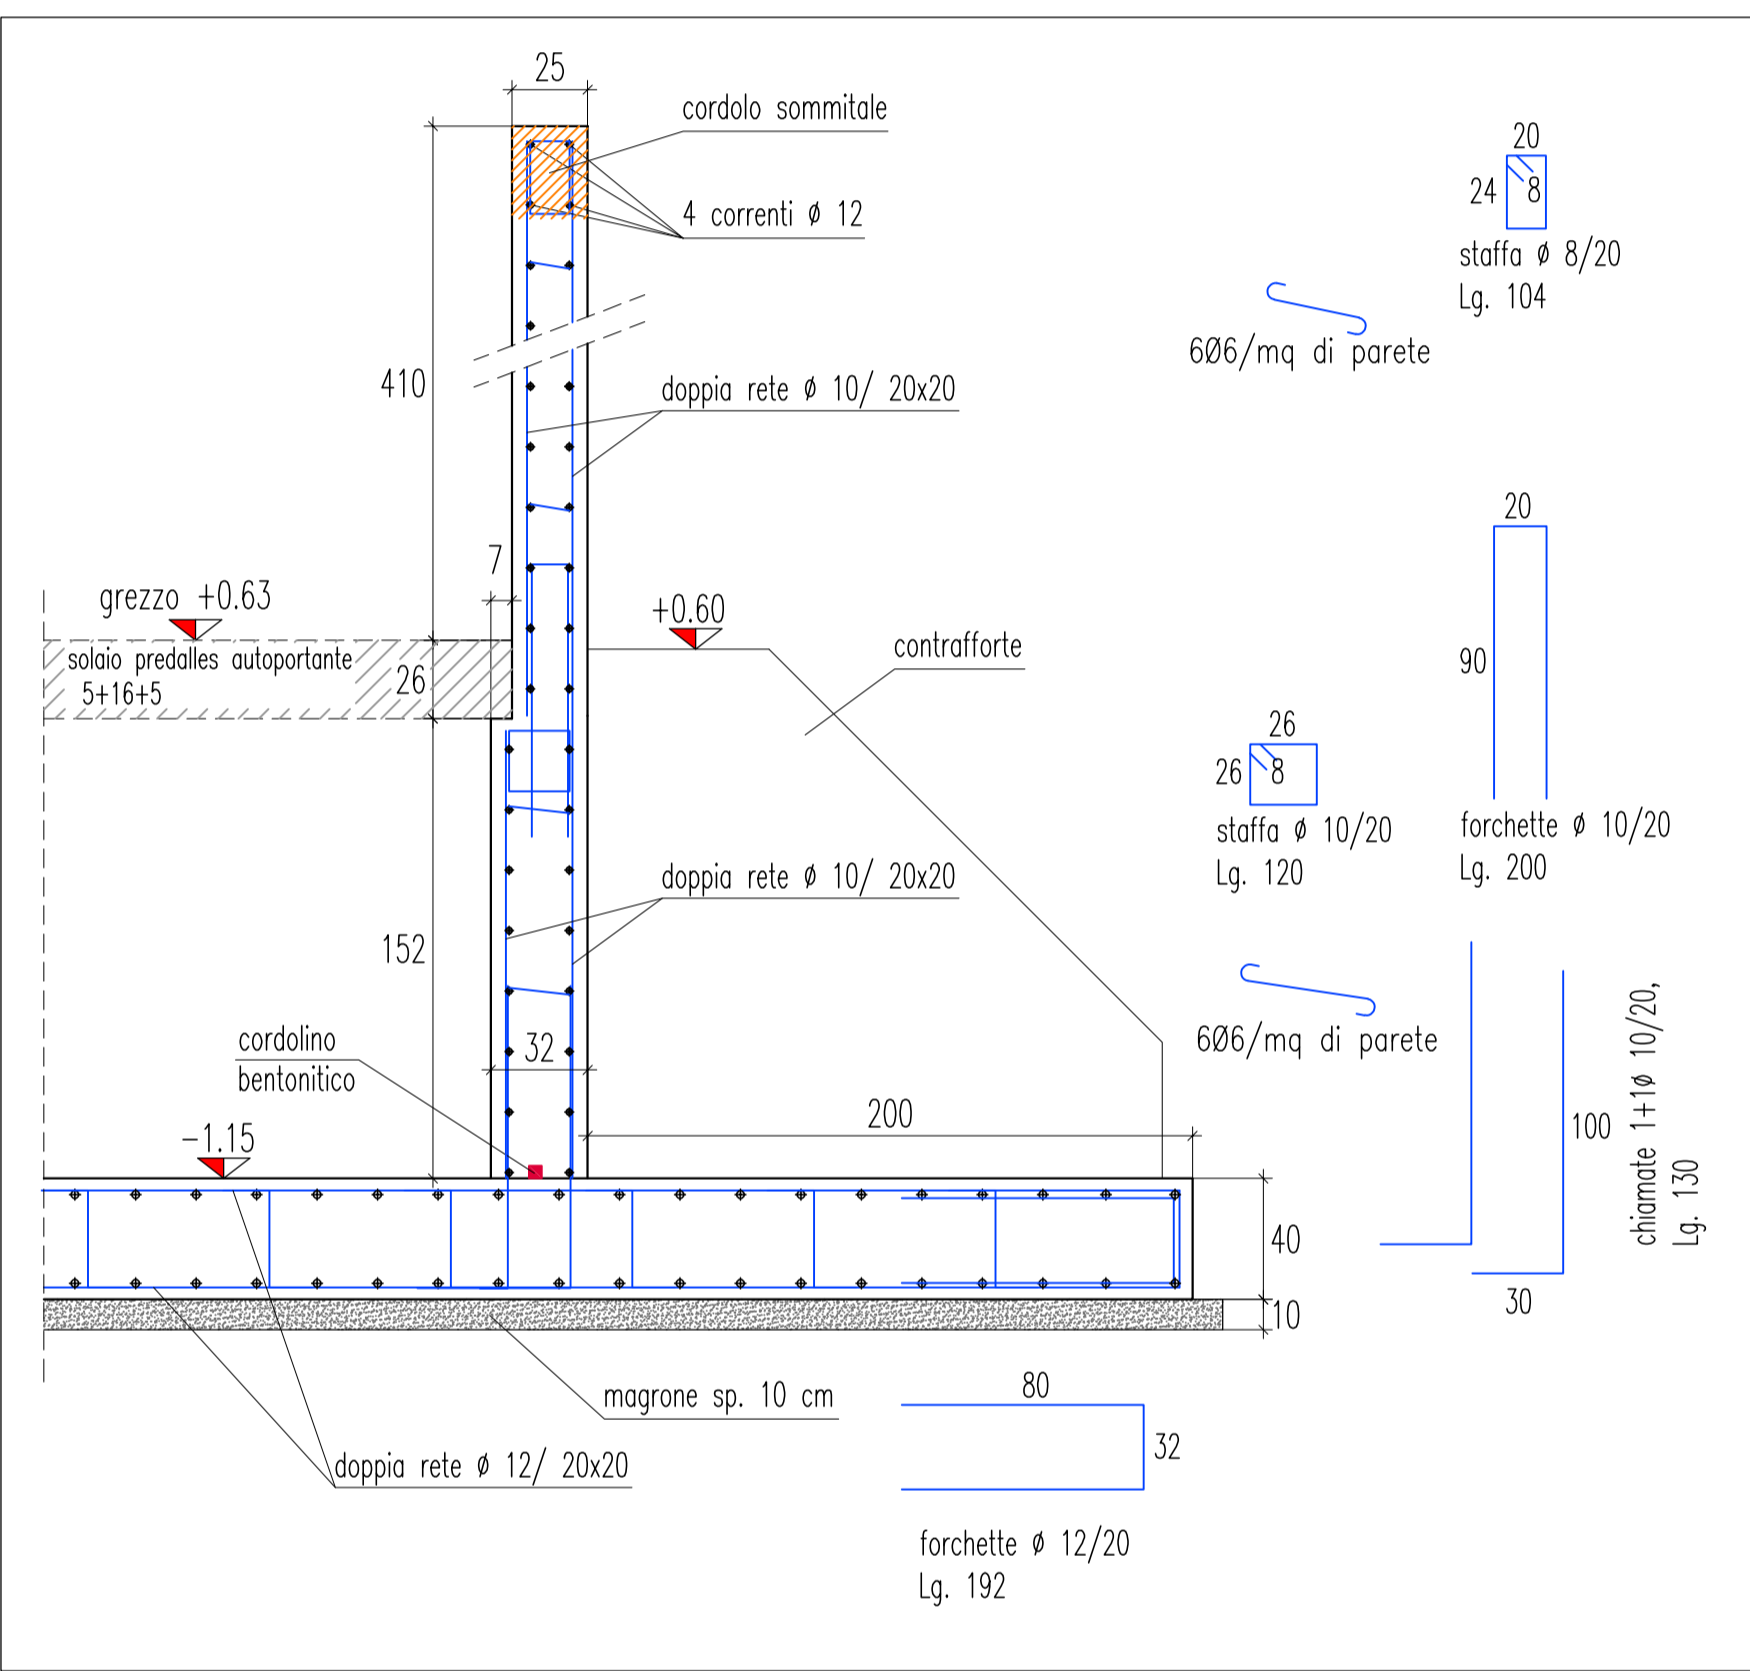 25
cordolo sommitale
4 correnti ø 12
20
24
8
staffa ø 8/20
Lg. 104
6Ø6/mq di parete
410
doppia rete ø 10/ 20x20
7
grezzo +0.63
solaio predalles autoportante
5+16+5
26
+0.60
contrafforte
20
90
forchette ø 10/20
Lg. 200
26
26
8
staffa ø 10/20
Lg. 120
doppia rete ø 10/ 20x20
152
6Ø6/mq di parete
cordolino
bentonitico
32
-1.15
200
100
30
chiamate 1+1ø 10/20,
Lg. 130
40
10
magrone sp. 10 cm
doppia rete ø 12/ 20x20
80
32
forchette ø 12/20
Lg. 192